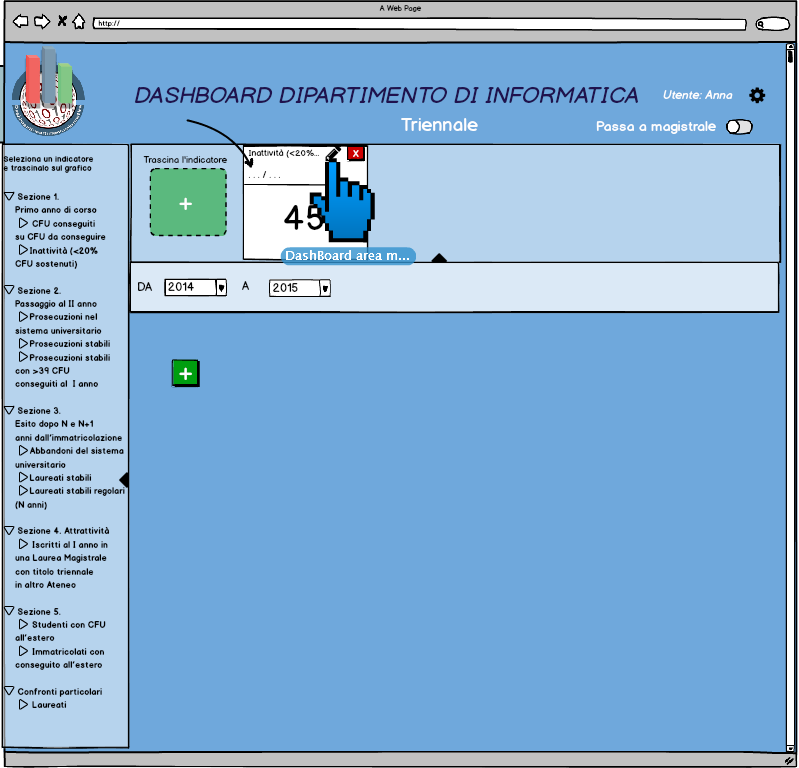 A Web Page
http://
DASHBOARD DIPARTIMENTO DI INFORMATICA
Utente: Anna
Triennale
Passa a magistrale
Seleziona un indicatore
e trascinalo sul grafico
Sezione 1.
Primo anno di corso
CFU conseguiti
su CFU da conseguire
Inattività (<20%
CFU sostenuti)
Sezione 2.
Passaggio al II anno
Prosecuzioni nel
sistema universitario
Prosecuzioni stabili
Prosecuzioni stabili
con >39 CFU
conseguiti al I anno
Sezione 3.
Esito dopo N e N+1
anni dall'immatricolazione
Abbandoni del sistema
universitario
Laureati stabili
Laureati stabili regolari
(N anni)
Sezione 4. Attrattività
Iscritti al I anno in
una Laurea Magistrale
con titolo triennale
in altro Ateneo
Sezione 5.
Studenti con CFU
all'estero
Immatricolati con
conseguito all'estero
Confronti particolari
Laureati
Trascina l'indicatore
+
Inattività (<20%...
X
. . . / . . .
45
DashBoard area m...
DA 2014 A 2015
+